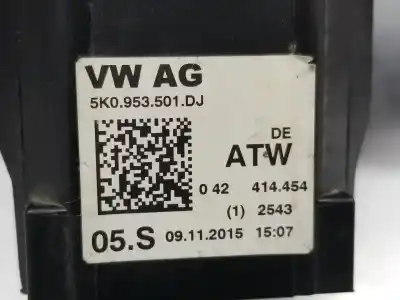 VW AG
5K0.953.501.DJ
DE
ATW
0 42 414.454
(1) 2543
05.S 09.11.2015 15:07